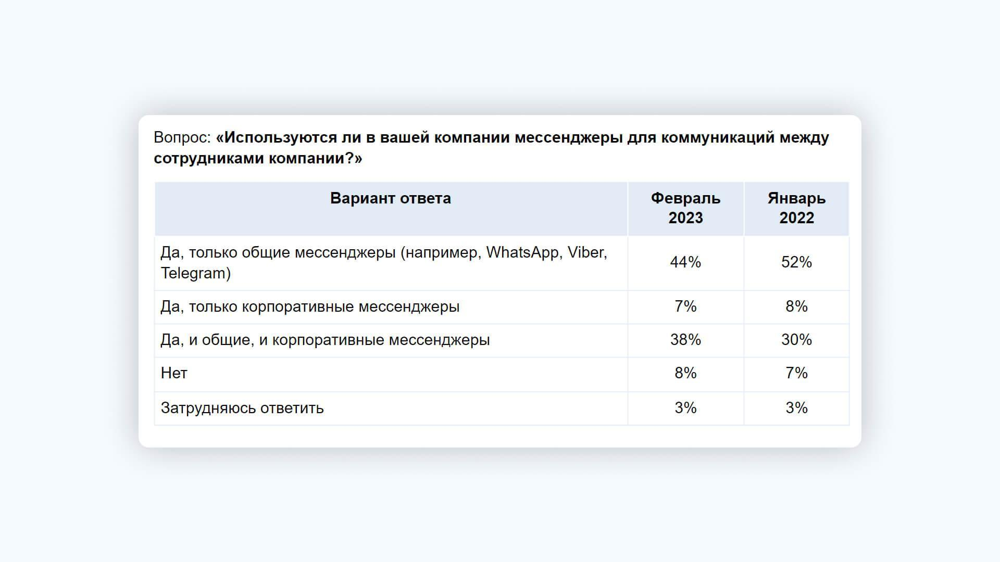 Вопрос: «Используются ли в вашей компании мессенджеры для коммуникаций между
сотрудниками компании?»
Вариант ответа
Февраль
2023
Январь
2022
Да, только общие мессенджеры (например, WhatsApp, Viber,
Telegram)
44%
52%
Да, только корпоративные мессенджеры
7%
8%
Да, и общие, и корпоративные мессенджеры
38%
30%
Нет
8%
7%
Затрудняюсь ответить
3%
3%